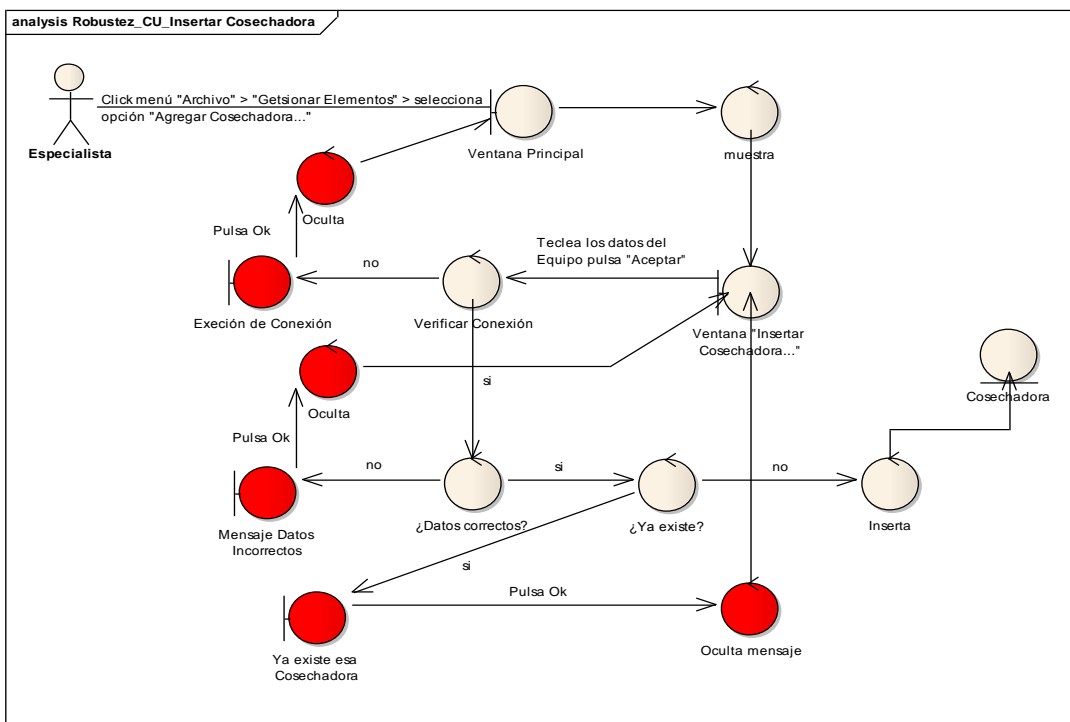 analysis Robustez_CU_Insertar Cosechadora
Click menú "Archivo" > "Getsionar Elementos" > selecciona
opción "Agregar Cosechadora..."
Especialista
Ventana Principal
muestra
Oculta
Pulsa Ok
Teclea los datos del
Equipo pulsa "Aceptar"
no
Execión de Conexión
Verificar Conexión
Ventana "Insertar
Cosechadora..."
si
Cosechadora
Oculta
Pulsa Ok
no
si
no
Mensaje Datos
Incorrectos
¿Datos correctos?
¿Ya existe?
Inserta
si
Pulsa Ok
Ya existe esa
Cosechadora
Oculta mensaje